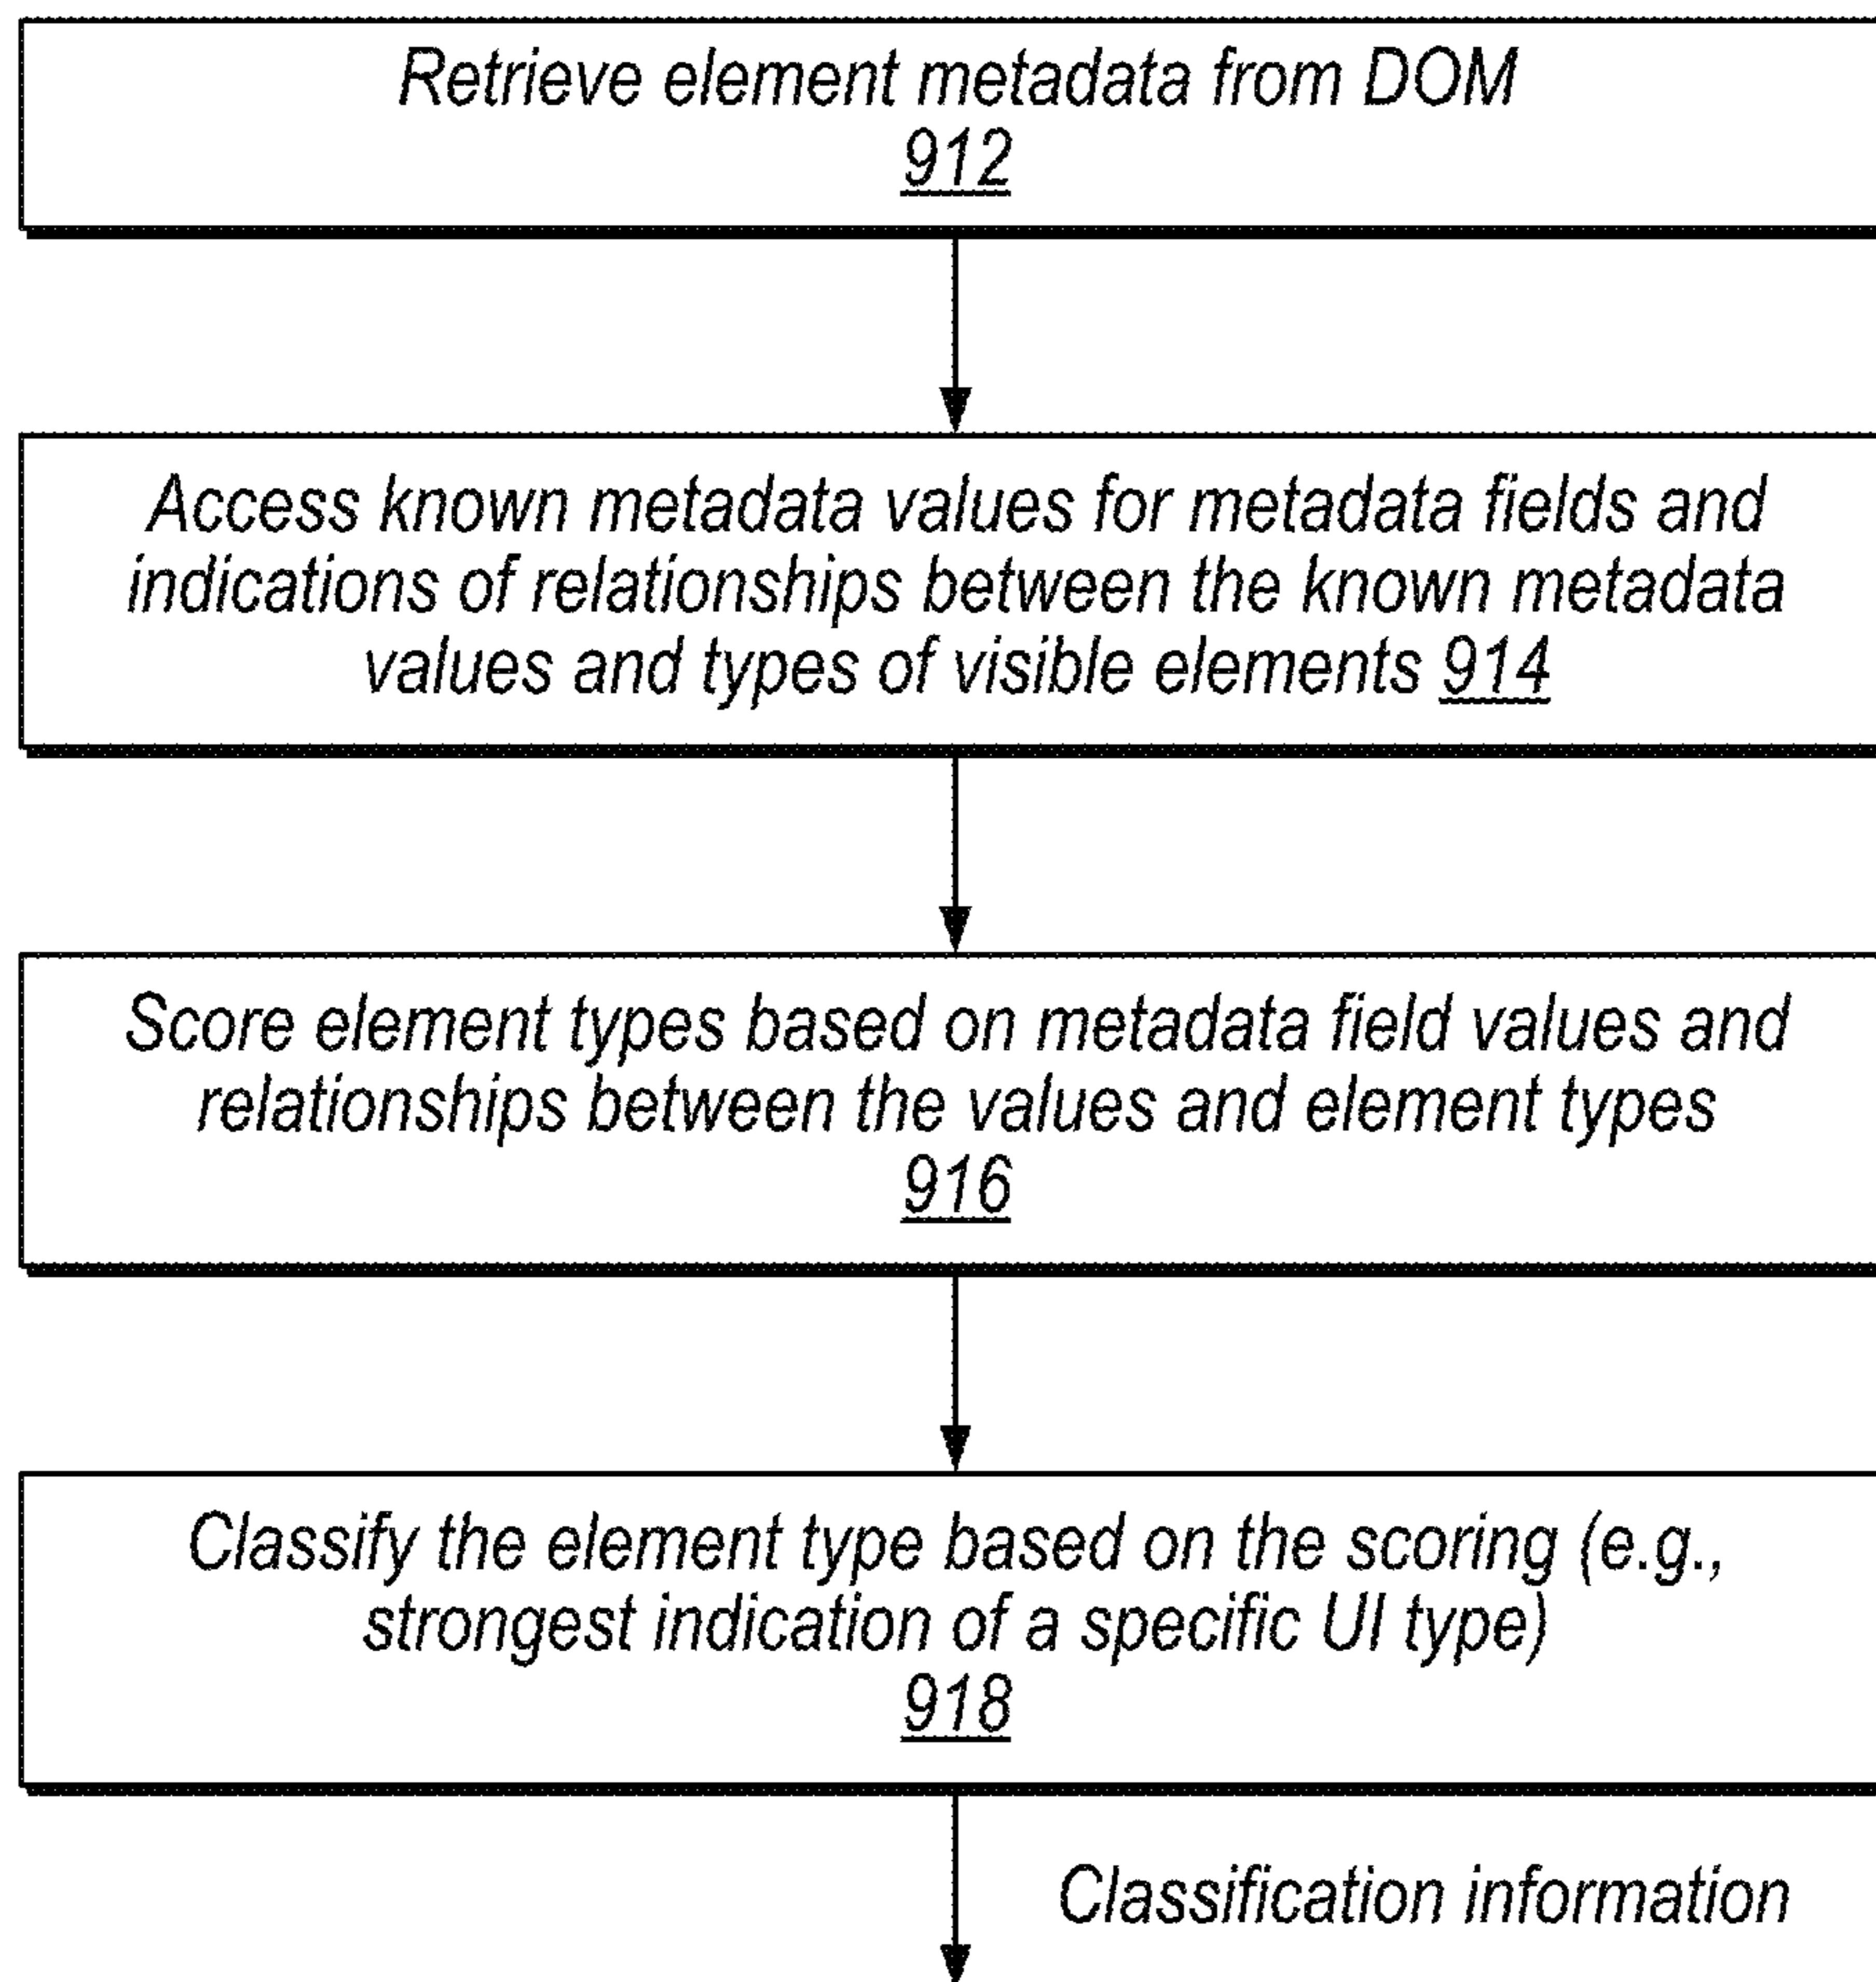 Retrieve element metadata from DOM
912
Access known metadata values for metadata fields and
indications of relationships between the known metadata
values and types of visible elements 914
Score element types based on metadata field values and
relationships between the values and element types
916
Classify the element type based on the scoring (e.g.,
strongest indication of a specific UI type)
918
Classification information